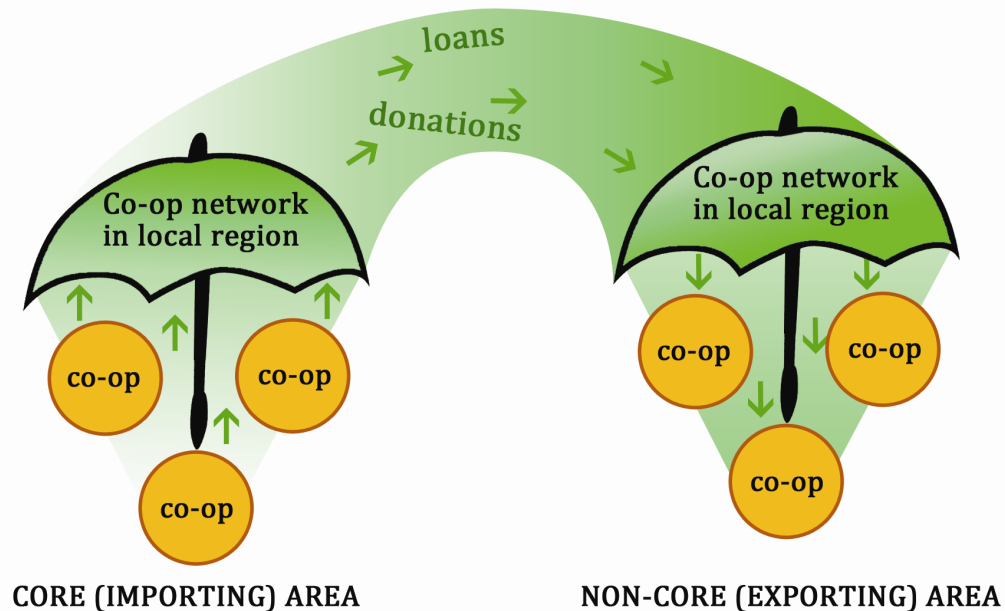 loans
donations
Co-op network
in local region
Co-op network
in local region
co-op
co-op
co-op
co-op
co-op
co-op
CORE (IMPORTING) AREA
NON-CORE (EXPORTING) AREA